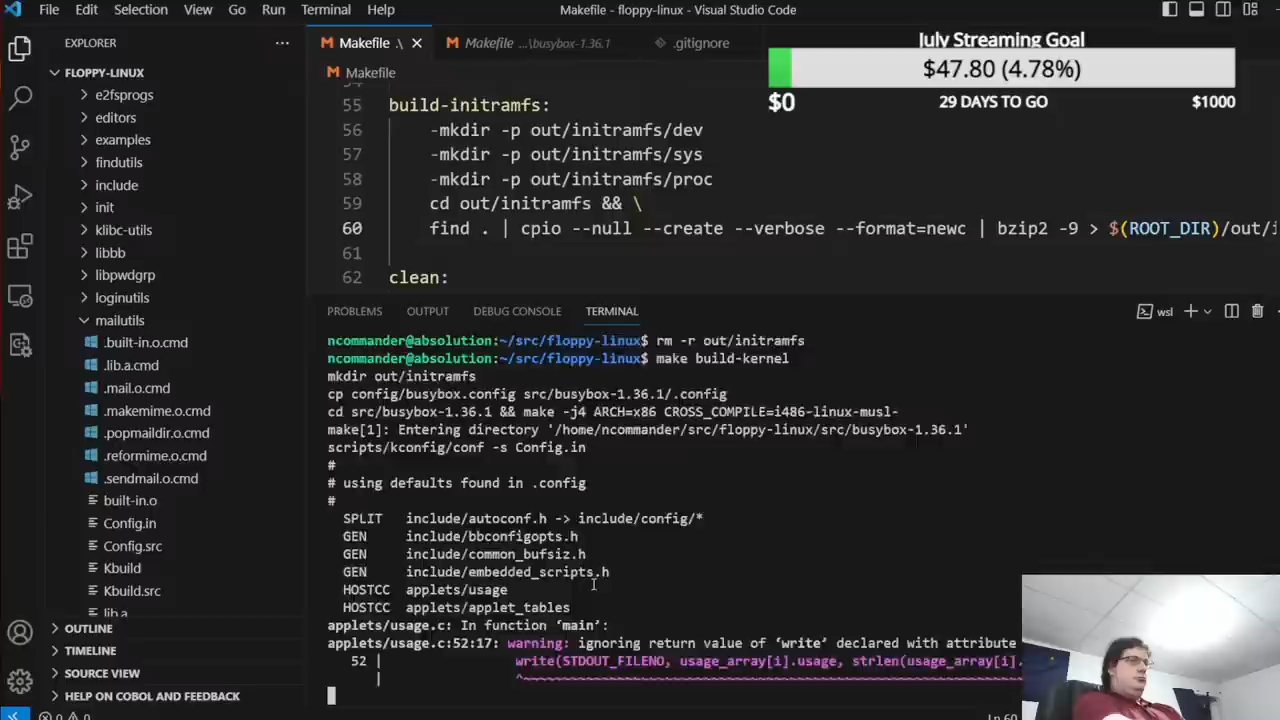 File Edit Selection View Go Run Terminal Help
Makefile - floppy-linux - Visual Studio Code
EXPLORER
FLOPPY-LINUX
e2fsprogs
editors
examples
findutils
include
init
klibc-utils
libbb
libpwdgrp
loginutils
mailutils
.built-in.o.cmd
.lib.a.cmd
.mail.o.cmd
.makemime.o.cmd
.popmaildir.o.cmd
.reformime.o.cmd
.sendmail.o.cmd
built-in.o
Config.in
Config.src
Kbuild
Kbuild.src
lib.a
OUTLINE
TIMELINE
SOURCE VIEW
HELP ON COBOL AND FEEDBACK
Makefile .\ Makefile ...\busybox-1.36.1 .gitignore
Makefile
July Streaming Goal
$47.80 (4.78%)
$0 29 DAYS TO GO $1000
54
55 build-initramfs:
56 -mkdir -p out/initramfs/dev
57 -mkdir -p out/initramfs/sys
58 -mkdir -p out/initramfs/proc
59 cd out/initramfs && \
60 find . | cpio --null --create --verbose --format=newc | bzip2 -9 > $(ROOT_DIR)/out/i
61
62 clean:
PROBLEMS OUTPUT DEBUG CONSOLE TERMINAL
wsl
ncommander@absolution:~/src/floppy-linux$ rm -r out/initramfs
ncommander@absolution:~/src/floppy-linux$ make build-kernel
mkdir out/initramfs
cp config/busybox.config src/busybox-1.36.1/.config
cd src/busybox-1.36.1 && make -j4 ARCH=x86 CROSS_COMPILE=i486-linux-musl-
make[1]: Entering directory '/home/ncommander/src/floppy-linux/src/busybox-1.36.1'
scripts/kconfig/conf -s Config.in
#
# using defaults found in .config
#
SPLIT include/autoconf.h -> include/config/*
GEN include/bbconfigopts.h
GEN include/common_bufsiz.h
GEN include/embedded_scripts.h
HOSTCC applets/usage
HOSTCC applets/applet_tables
applets/usage.c: In function ‘main’:
applets/usage.c:52:17: warning: ignoring return value of ‘write’ declared with attribute
52 | write(STDOUT_FILENO, usage_array[i].usage, strlen(usage_array[i].
| ^~~~~~~~~~~~~~~~~~~~~~~~~~~~~~~~~~~~~~~~~~~~~~~~~~~~~~~~~~~~~~~~~
0 0
Ln 60